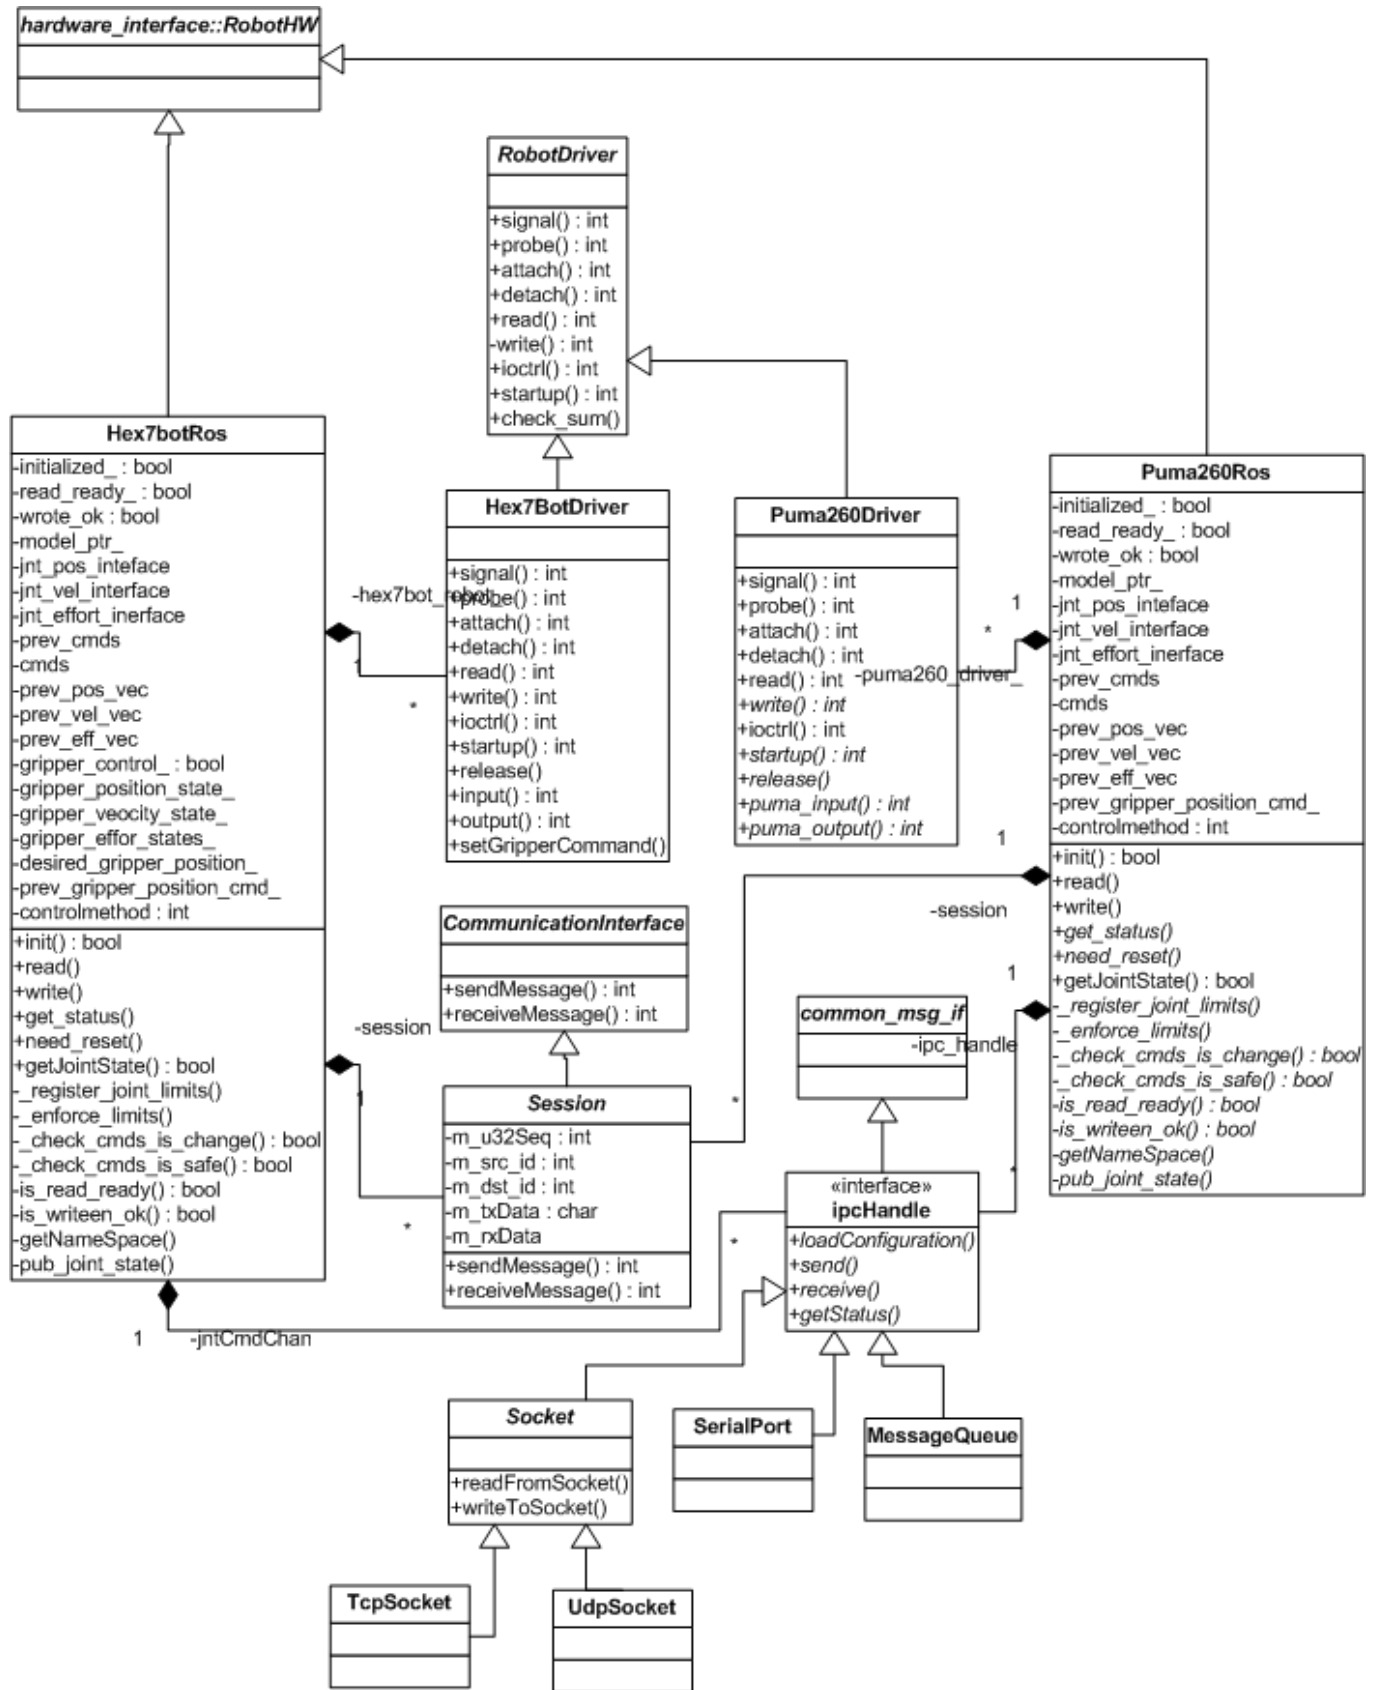 hardware_interface::RobotHW
RobotDriver
+signal() : int
+probe() : int
+attach() : int
+detach() : int
+read() : int
-write() : int
+ioctrl() : int
+startup() : int
+check_sum()
Hex7botRos
-initialized_ : bool
-read_ready_ : bool
-wrote_ok : bool
-model_ptr_
-jnt_pos_inteface
-jnt_vel_interface
-jnt_effort_inerface
-prev_cmds
-cmds
-prev_pos_vec
-prev_vel_vec
-prev_eff_vec
-gripper_control_ : bool
-gripper_position_state_
-gripper_veocity_state_
-gripper_effor_states_
-desired_gripper_position_
-prev_gripper_position_cmd_
-controlmethod : int
+init() : bool
+read()
+write()
+get_status()
+need_reset()
+getJointState() : bool
-_register_joint_limits()
-_enforce_limits()
-_check_cmds_is_change() : bool
-_check_cmds_is_safe() : bool
-is_read_ready() : bool
-is_writeen_ok() : bool
-getNameSpace()
-pub_joint_state()
-hex7bot_robot_
1
*
Hex7BotDriver
+signal() : int
+probe() : int
+attach() : int
+detach() : int
+read() : int
+write() : int
+ioctrl() : int
+startup() : int
+release()
+input() : int
+output() : int
+setGripperCommand()
Puma260Driver
+signal() : int
+probe() : int
+attach() : int
+detach() : int
+read() : int
+write() : int
+ioctrl() : int
+startup() : int
+release()
+puma_input() : int
+puma_output() : int
1
*
-puma260_driver_
Puma260Ros
-initialized_ : bool
-read_ready_ : bool
-wrote_ok : bool
-model_ptr_
-jnt_pos_inteface
-jnt_vel_interface
-jnt_effort_inerface
-prev_cmds
-cmds
-prev_pos_vec
-prev_vel_vec
-prev_eff_vec
-prev_gripper_position_cmd_
-controlmethod : int
+init() : bool
+read()
+write()
+get_status()
+need_reset()
+getJointState() : bool
-_register_joint_limits()
-_enforce_limits()
-_check_cmds_is_change() : bool
-_check_cmds_is_safe() : bool
-is_read_ready() : bool
-is_writeen_ok() : bool
-getNameSpace()
-pub_joint_state()
1
-session
*
1
-ipc_handle
*
CommunicationInterface
+sendMessage() : int
+receiveMessage() : int
-session
1
*
Session
-m_u32Seq : int
-m_src_id : int
-m_dst_id : int
-m_txData : char
-m_rxData
+sendMessage() : int
+receiveMessage() : int
common_msg_if
«interface»
ipcHandle
+loadConfiguration()
+send()
+receive()
+getStatus()
*
1
-jntCmdChan
Socket
+readFromSocket()
+writeToSocket()
SerialPort
MessageQueue
TcpSocket
UdpSocket